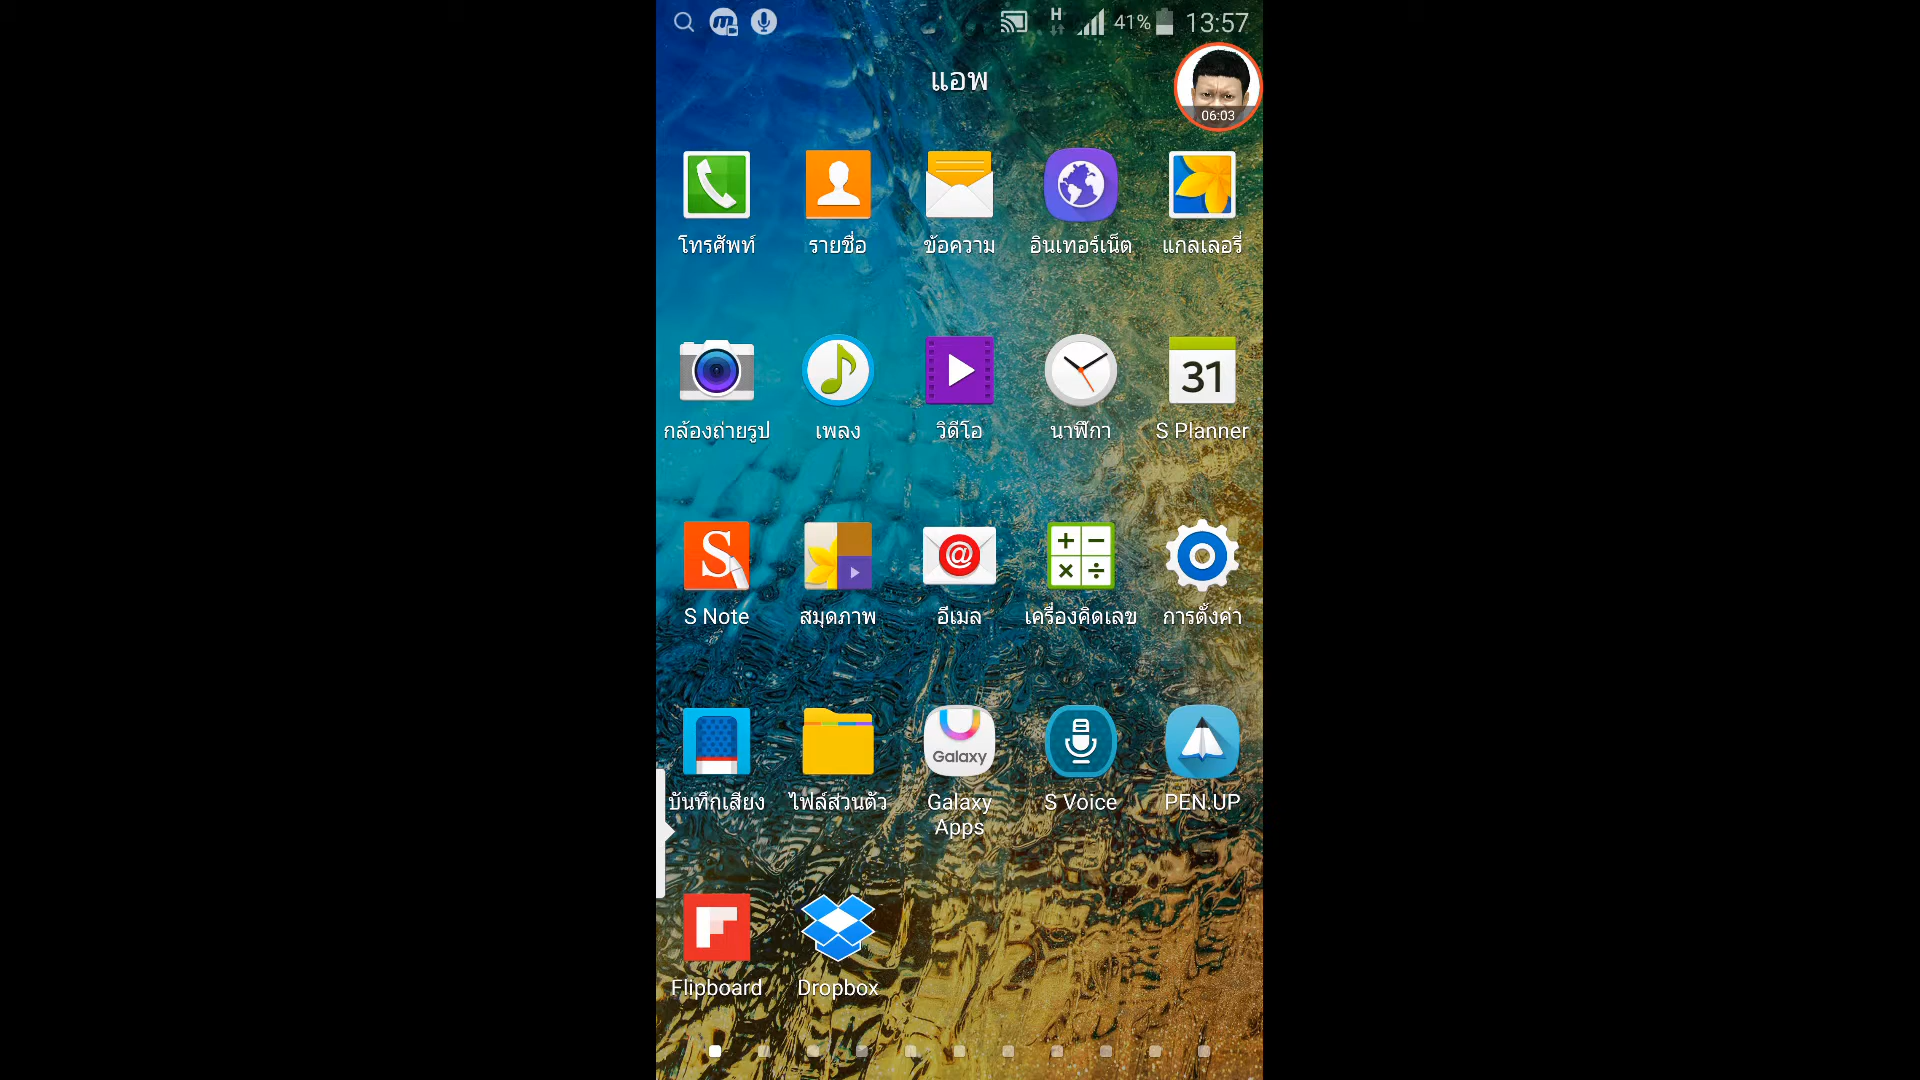 H 41% 13:57
แอพ
06:03
โทรศัพท์ รายชื่อ ข้อความ อินเทอร์เน็ต แกลเลอรี่
31
กล้องถ่ายรูป เพลง วิดีโอ นาฬิกา S Planner
S @ + − × ÷
S Note สมุดภาพ อีเมล เครื่องคิดเลข การตั้งค่า
Galaxy
บันทึกเสียง ไฟล์ส่วนตัว Galaxy Apps S Voice PEN.UP
Flipboard Dropbox